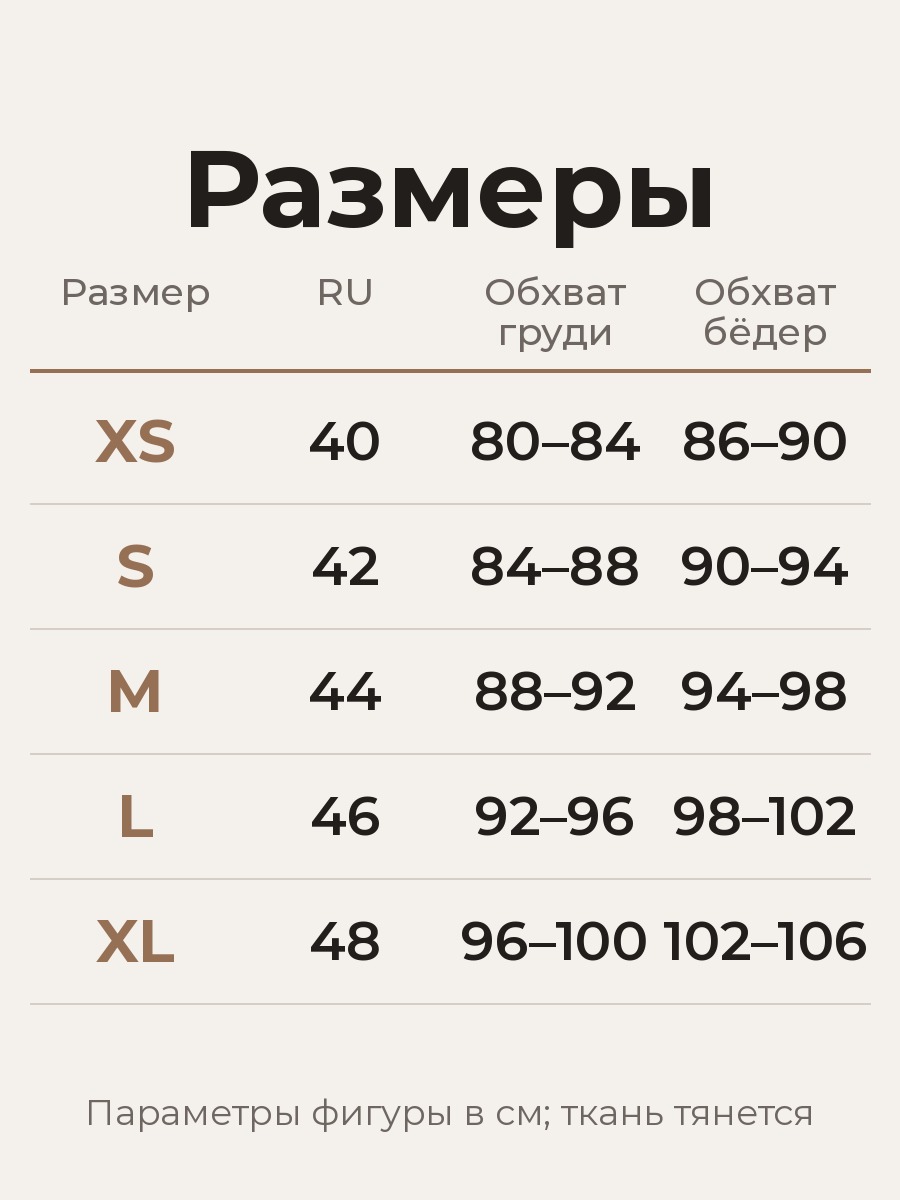 Размеры
Размер RU Обхват груди Обхват бёдер
XS 40 80–84 86–90
S 42 84–88 90–94
M 44 88–92 94–98
L 46 92–96 98–102
XL 48 96–100 102–106
Параметры фигуры в см; ткань тянется